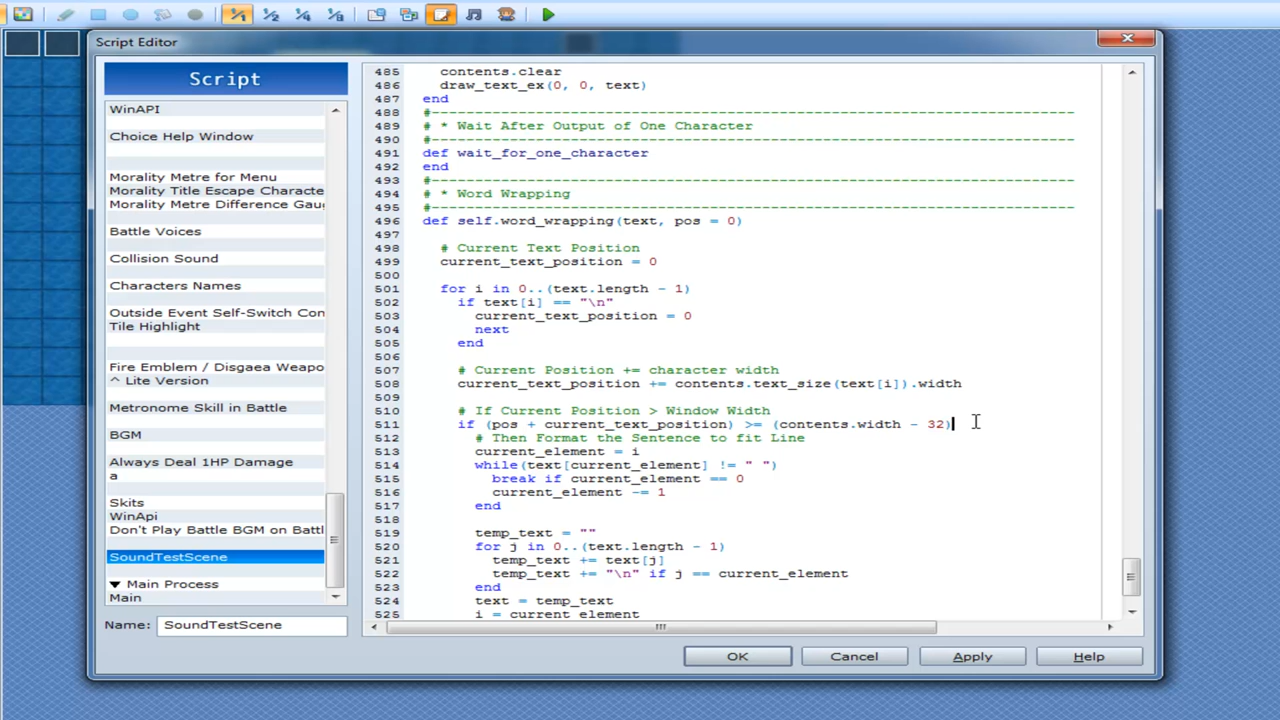 1/1 1/2 1/4 1/8
Script Editor
Script
WinAPI
Choice Help Window
Morality Metre for Menu
Morality Title Escape Characte
Morality Metre Difference Gau
Battle Voices
Collision Sound
Characters Names
Outside Event Self-Switch Con
Tile Highlight
Fire Emblem / Disgaea Weapo
^ Lite Version
Metronome Skill in Battle
BGM
Always Deal 1HP Damage
a
Skits
WinApi
Don't Play Battle BGM on Battl
SoundTestScene
▼ Main Process
Main
Name: SoundTestScene
485 contents.clear
486 draw_text_ex(0, 0, text)
487 end
488 #--------------------------------------------------------------------------
489 # * Wait After Output of One Character
490 #--------------------------------------------------------------------------
491 def wait_for_one_character
492 end
493 #--------------------------------------------------------------------------
494 # * Word Wrapping
495 #--------------------------------------------------------------------------
496 def self.word_wrapping(text, pos = 0)
497
498 # Current Text Position
499 current_text_position = 0
500
501 for i in 0..(text.length - 1)
502 if text[i] == "\n"
503 current_text_position = 0
504 next
505 end
506
507 # Current Position += character width
508 current_text_position += contents.text_size(text[i]).width
509
510 # If Current Position > Window Width
511 if (pos + current_text_position) >= (contents.width - 32)
512 # Then Format the Sentence to fit Line
513 current_element = i
514 while(text[current_element] != " ")
515 break if current_element == 0
516 current_element -= 1
517 end
518
519 temp_text = ""
520 for j in 0..(text.length - 1)
521 temp_text += text[j]
522 temp_text += "\n" if j == current_element
523 end
524 text = temp_text
525 i = current_element
OK Cancel Apply Help